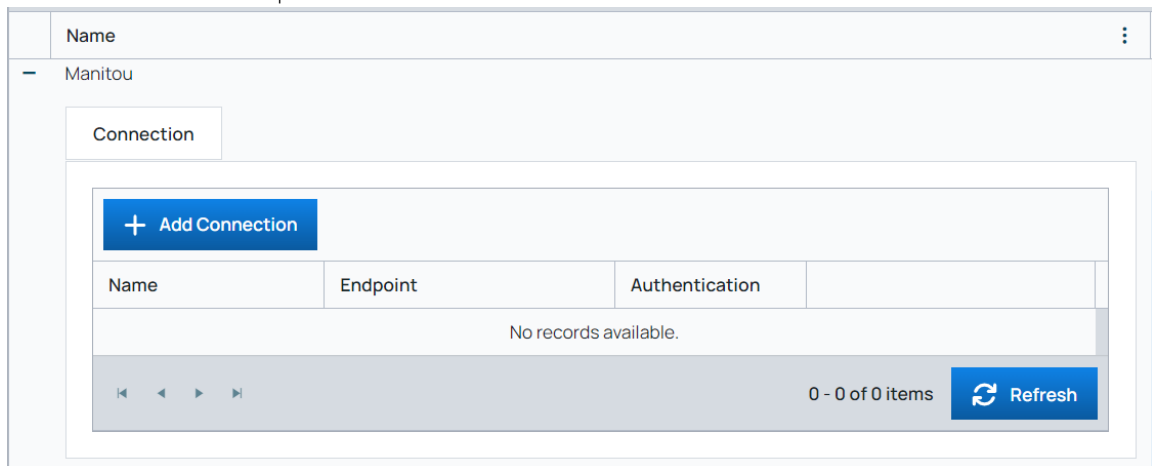 Name
Manitou
Connection
Add Connection
Name Endpoint Authentication
No records available.
0 - 0 of 0 items Refresh